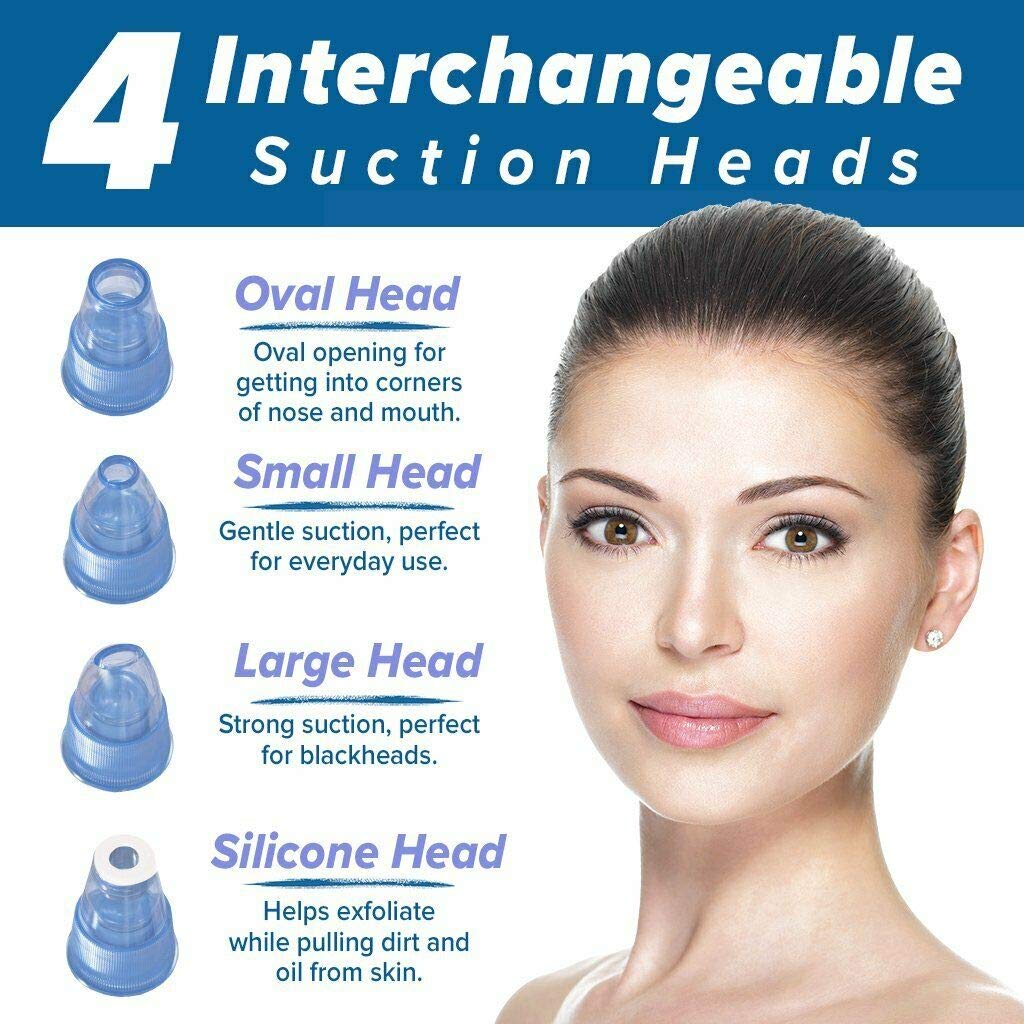 4 Interchangeable
Suction Heads
Oval Head
Oval opening for
getting into corners
of nose and mouth.
Small Head
Gentle suction, perfect
for everyday use.
Large Head
Strong suction, perfect
for blackheads.
Silicone Head
Helps exfoliate
while pulling dirt and
oil from skin.